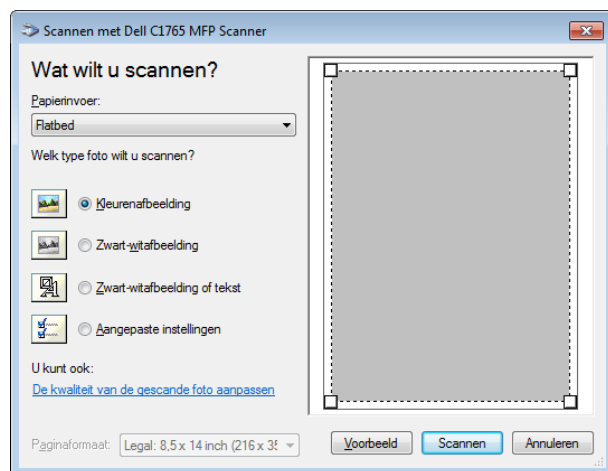 Scannen met Dell C1765 MFP Scanner
Wat wilt u scannen?
Papierinvoer:
Flatbed
Welk type foto wilt u scannen?
Kleurenafbeelding
Zwart-witafbeelding
Zwart-witafbeelding of tekst
Aangepaste instellingen
U kunt ook:
De kwaliteit van de gescande foto aanpassen
Paginaformaat: Legal: 8,5 x 14 inch (216 x 35
Voorbeeld Scannen Annuleren